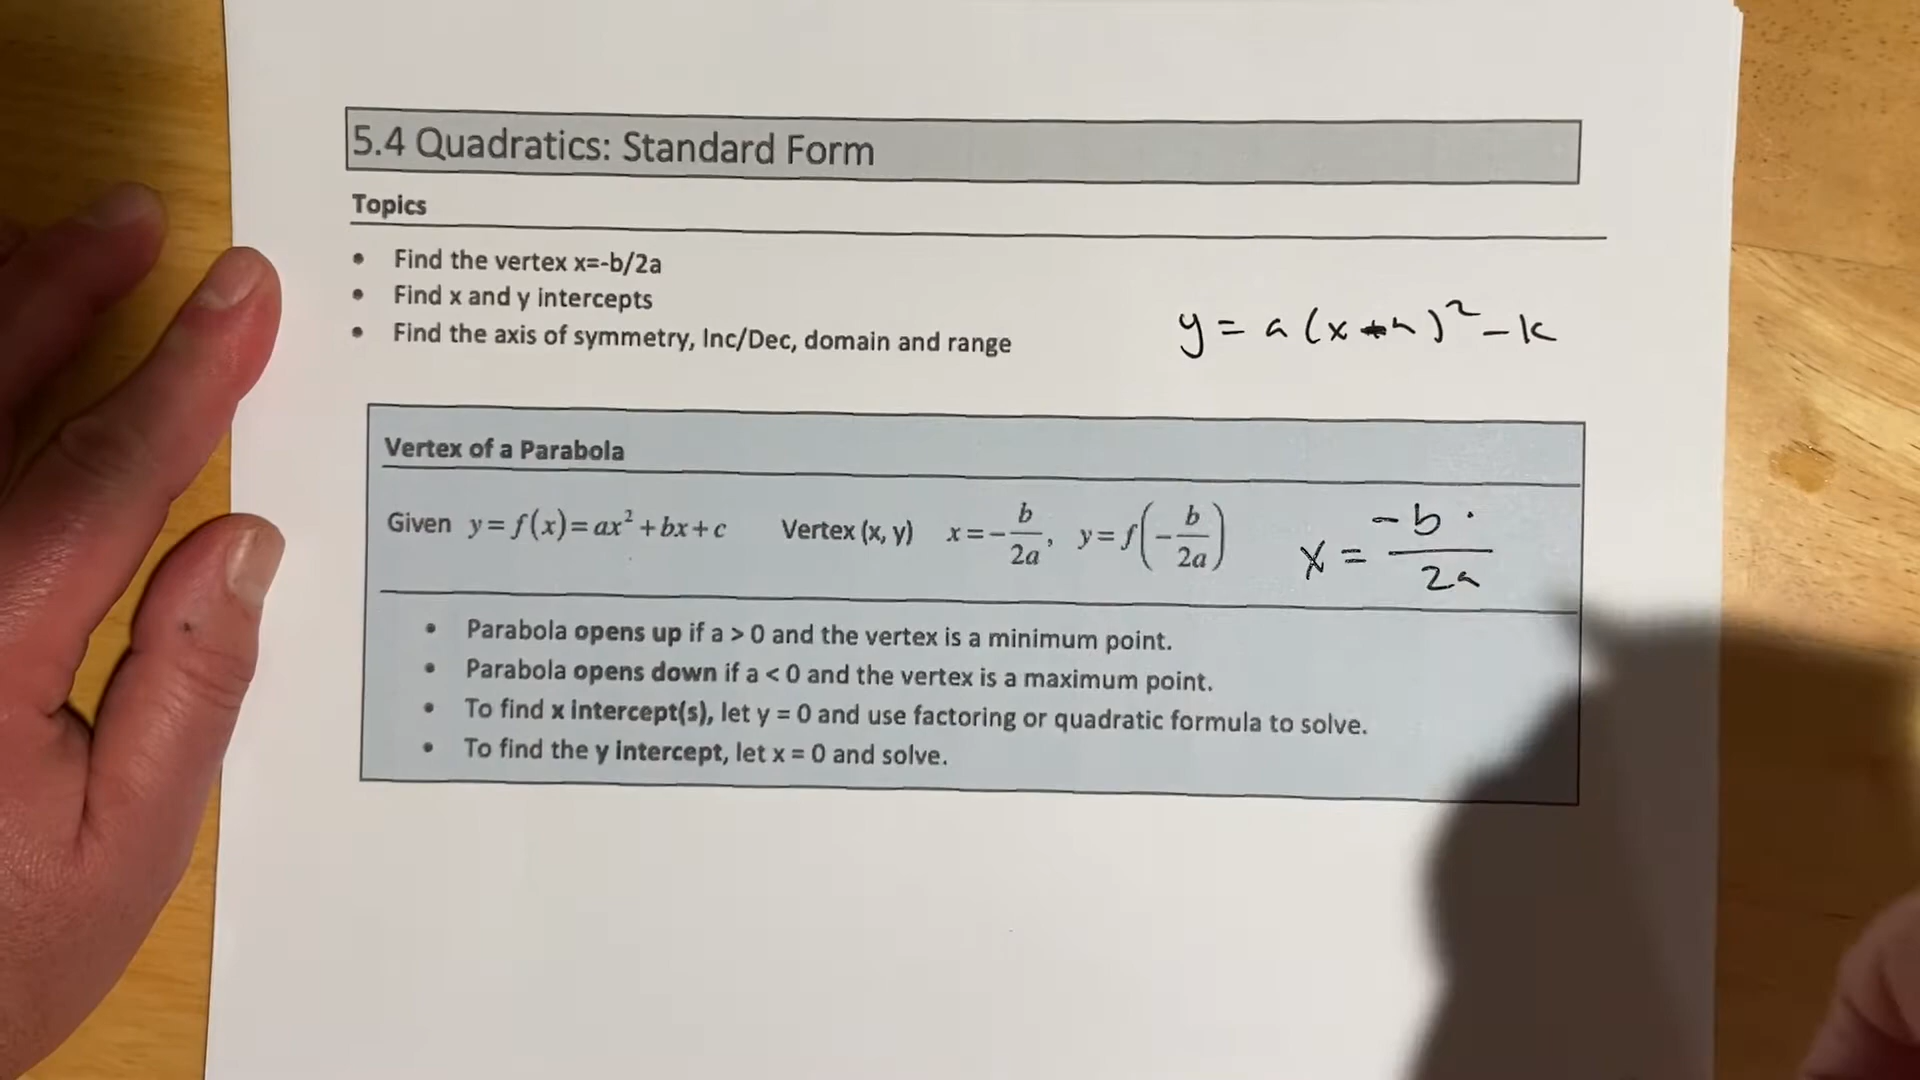 5.4 Quadratics: Standard Form
Topics
• Find the vertex x=-b/2a
• Find x and y intercepts
• Find the axis of symmetry, Inc/Dec, domain and range
y = a (x + h)² - k
Vertex of a Parabola
Given y = f(x) = ax² + bx + c Vertex (x, y) x = -b/2a, y = f(-b/2a) x = -b/2a
• Parabola opens up if a > 0 and the vertex is a minimum point.
• Parabola opens down if a < 0 and the vertex is a maximum point.
• To find x intercept(s), let y = 0 and use factoring or quadratic formula to solve.
• To find the y intercept, let x = 0 and solve.